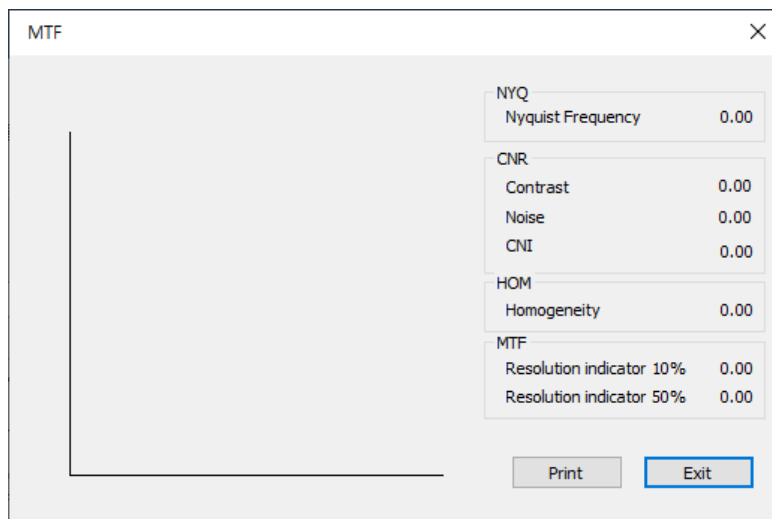 MTF
NYQ
Nyquist Frequency 0.00
CNR
Contrast 0.00
Noise 0.00
CNI 0.00
HOM
Homogeneity 0.00
MTF
Resolution indicator 10% 0.00
Resolution indicator 50% 0.00
Print Exit